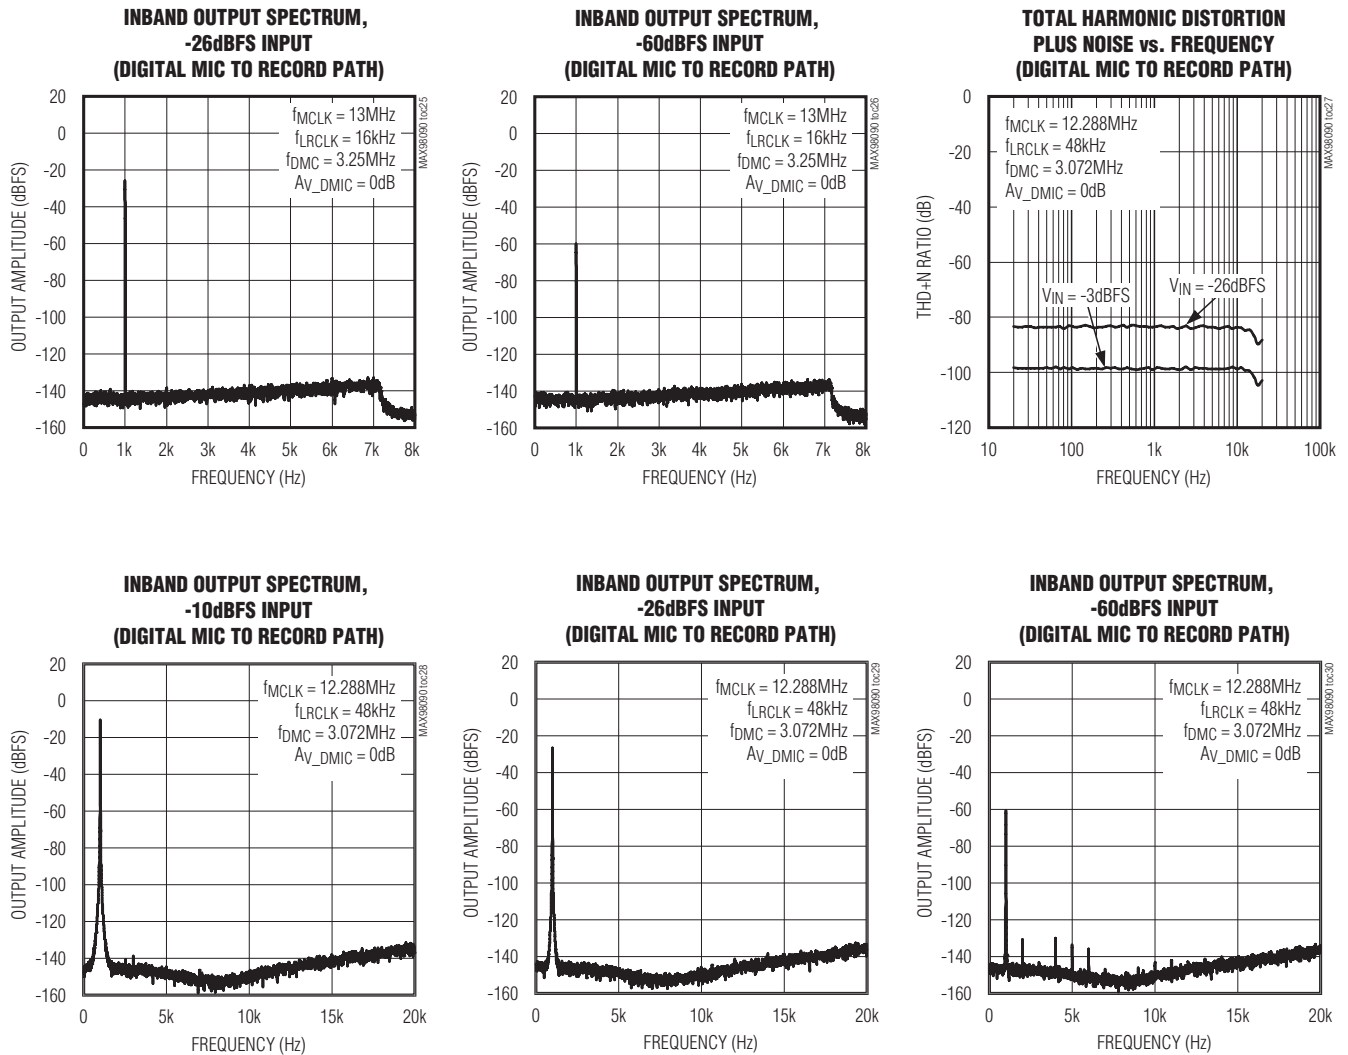 INBAND OUTPUT SPECTRUM,
-26dBFS INPUT
(DIGITAL MIC TO RECORD PATH)
20
0
-20
-40
-60
-80
-100
-120
-140
-160
OUTPUT AMPLITUDE (dBFS)
fMCLK = 13MHz
fLRCLK = 16kHz
fDMC = 3.25MHz
AV_DMIC = 0dB
MAX98090 toc25
0 1k 2k 3k 4k 5k 6k 7k 8k
FREQUENCY (Hz)
INBAND OUTPUT SPECTRUM,
-60dBFS INPUT
(DIGITAL MIC TO RECORD PATH)
20
0
-20
-40
-60
-80
-100
-120
-140
-160
OUTPUT AMPLITUDE (dBFS)
fMCLK = 13MHz
fLRCLK = 16kHz
fDMC = 3.25MHz
AV_DMIC = 0dB
MAX98090 toc26
0 1k 2k 3k 4k 5k 6k 7k 8k
FREQUENCY (Hz)
TOTAL HARMONIC DISTORTION
PLUS NOISE vs. FREQUENCY
(DIGITAL MIC TO RECORD PATH)
0
-20
-40
-60
-80
-100
-120
THD+N RATIO (dB)
fMCLK = 12.288MHz
fLRCLK = 48kHz
fDMC = 3.072MHz
AV_DMIC = 0dB
VIN = -3dBFS
VIN = -26dBFS
MAX98090 toc27
10 100 1k 10k 100k
FREQUENCY (Hz)
INBAND OUTPUT SPECTRUM,
-10dBFS INPUT
(DIGITAL MIC TO RECORD PATH)
20
0
-20
-40
-60
-80
-100
-120
-140
-160
OUTPUT AMPLITUDE (dBFS)
fMCLK = 12.288MHz
fLRCLK = 48kHz
fDMC = 3.072MHz
AV_DMIC = 0dB
MAX98090 toc28
0 5k 10k 15k 20k
FREQUENCY (Hz)
INBAND OUTPUT SPECTRUM,
-26dBFS INPUT
(DIGITAL MIC TO RECORD PATH)
20
0
-20
-40
-60
-80
-100
-120
-140
-160
OUTPUT AMPLITUDE (dBFS)
fMCLK = 12.288MHz
fLRCLK = 48kHz
fDMC = 3.072MHz
AV_DMIC = 0dB
MAX98090 toc29
0 5k 10k 15k 20k
FREQUENCY (Hz)
INBAND OUTPUT SPECTRUM,
-60dBFS INPUT
(DIGITAL MIC TO RECORD PATH)
20
0
-20
-40
-60
-80
-100
-120
-140
-160
OUTPUT AMPLITUDE (dBFS)
fMCLK = 12.288MHz
fLRCLK = 48kHz
fDMC = 3.072MHz
AV_DMIC = 0dB
MAX98090 toc30
0 5k 10k 15k 20k
FREQUENCY (Hz)